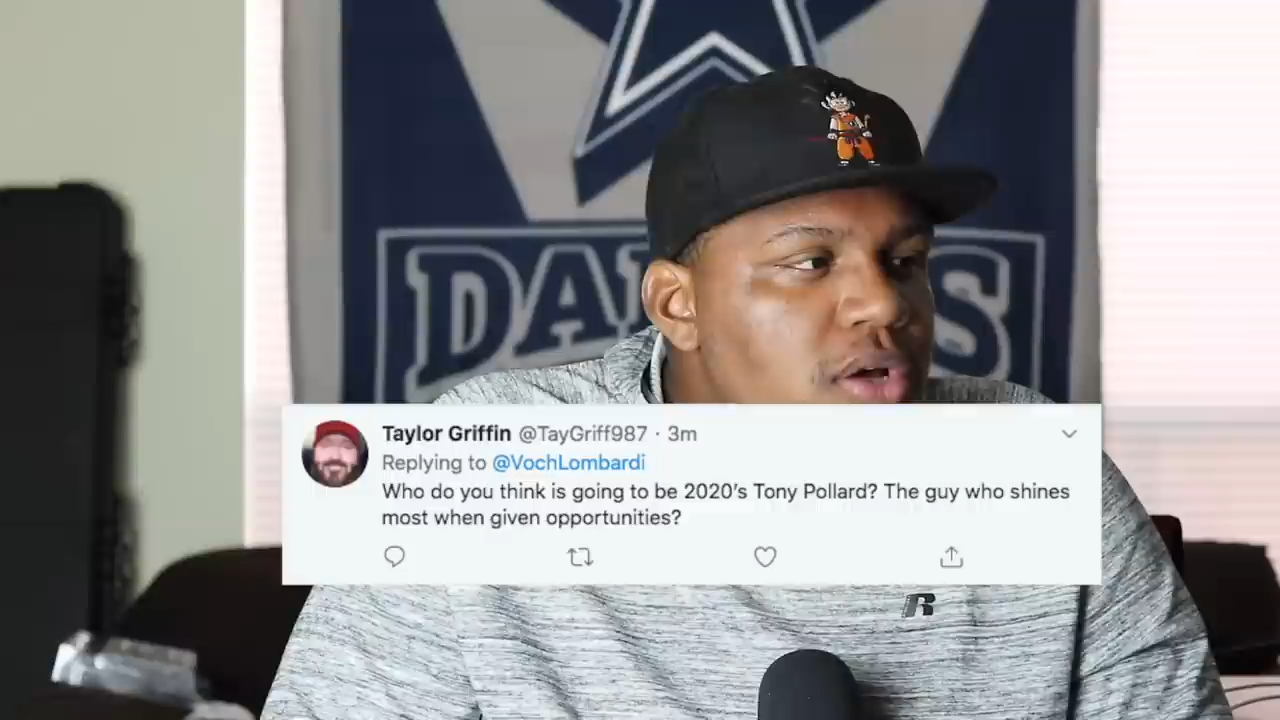 DA S
Taylor Griffin @TayGriff987 · 3m
Replying to @VochLombardi
Who do you think is going to be 2020's Tony Pollard? The guy who shines
most when given opportunities?
R